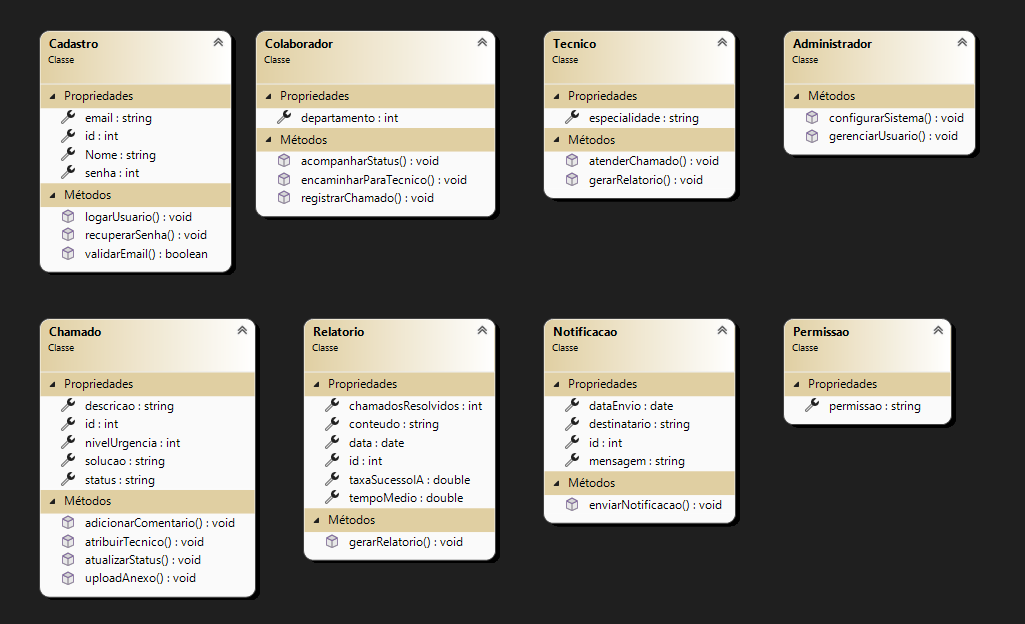 Cadastro
Classe
Propriedades
email : string
id : int
Nome : string
senha : int
Métodos
logarUsuario() : void
recuperarSenha() : void
validarEmail() : boolean
Colaborador
Classe
Propriedades
departamento : int
Métodos
acompanharStatus() : void
encaminharParaTecnico() : void
registrarChamado() : void
Tecnico
Classe
Propriedades
especialidade : string
Métodos
atenderChamado() : void
gerarRelatorio() : void
Administrador
Classe
Métodos
configurarSistema() : void
gerenciarUsuario() : void
Chamado
Classe
Propriedades
descricao : string
id : int
nivelUrgencia : int
solucao : string
status : string
Métodos
adicionarComentario() : void
atribuirTecnico() : void
atualizarStatus() : void
uploadAnexo() : void
Relatorio
Classe
Propriedades
chamadosResolvidos : int
conteudo : string
data : date
id : int
taxaSucessoIA : double
tempoMedio : double
Métodos
gerarRelatorio() : void
Notificacao
Classe
Propriedades
dataEnvio : date
destinatario : string
id : int
mensagem : string
Métodos
enviarNotificacao() : void
Permissao
Classe
Propriedades
permissao : string